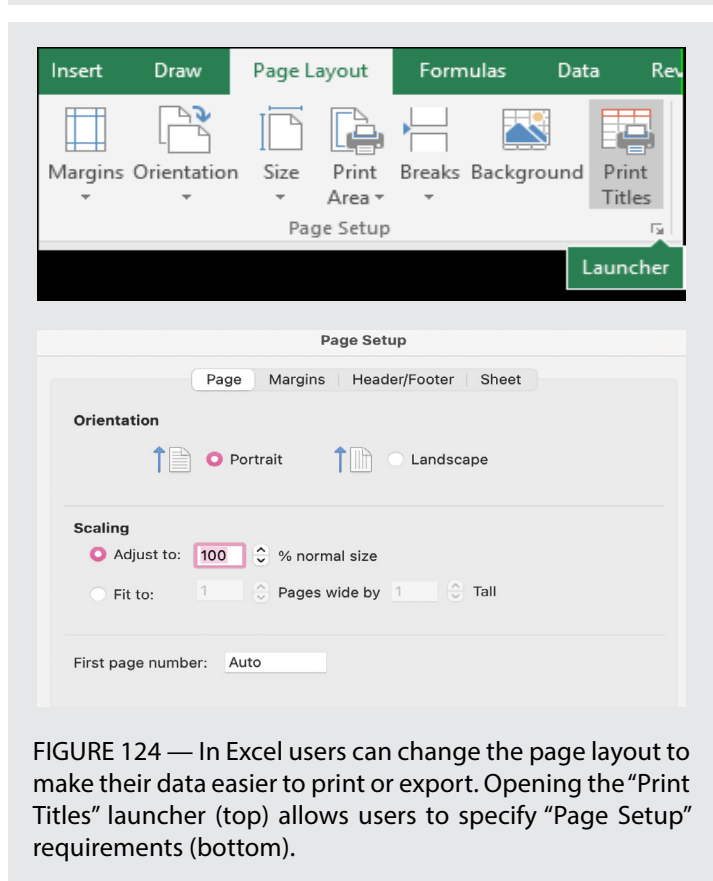 Insert Draw Page Layout Formulas Data Rev
Margins Orientation Size Print Area Breaks Background Print Titles
Page Setup
Launcher
Page Setup
Page Margins Header/Footer Sheet
Orientation
Portrait Landscape
Scaling
Adjust to: 100 % normal size
Fit to: 1 Pages wide by 1 Tall
First page number: Auto
FIGURE 124 — In Excel users can change the page layout to
make their data easier to print or export. Opening the “Print
Titles” launcher (top) allows users to specify “Page Setup”
requirements (bottom).